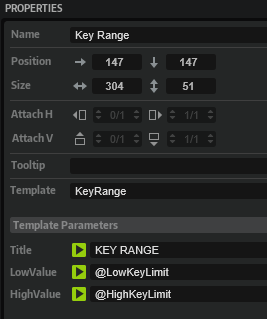 PROPERTIES
Name Key Range
Position 147 147
Size 304 51
Attach H 0/1 1/1
Attach V 0/1 1/1
Tooltip
Template KeyRange
Template Parameters
Title KEY RANGE
LowValue @LowKeyLimit
HighValue @HighKeyLimit